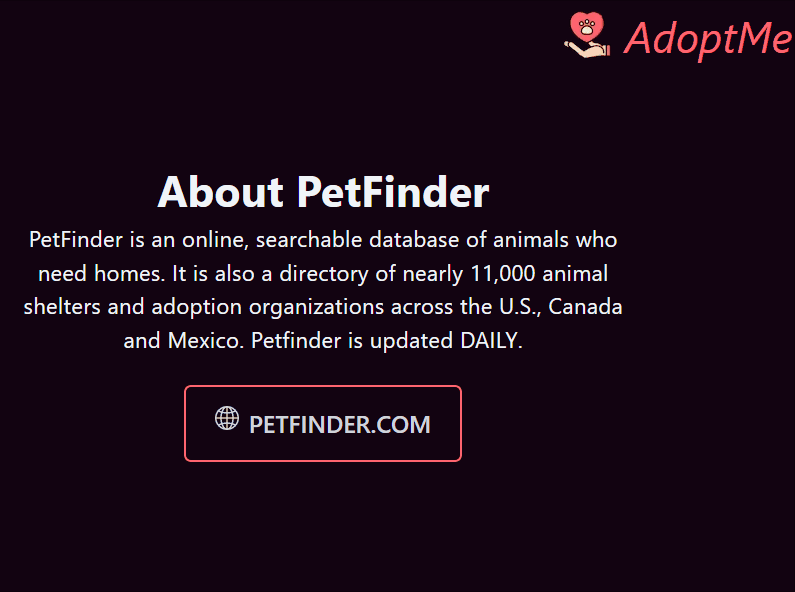 AdoptMe
About PetFinder
PetFinder is an online, searchable database of animals who
need homes. It is also a directory of nearly 11,000 animal
shelters and adoption organizations across the U.S., Canada
and Mexico. Petfinder is updated DAILY.
PETFINDER.COM